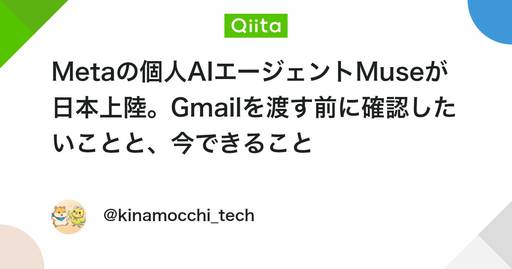 Qiita
Metaの個人AIエージェントMuseが
日本上陸。Gmailを渡す前に確認した
いことと、今できること
@kinamocchi_tech